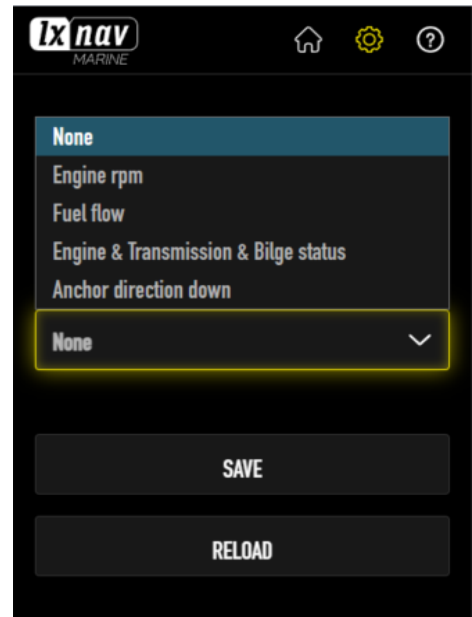 lx nav
MARINE
?
None
Engine rpm
Fuel flow
Engine & Transmission & Bilge status
Anchor direction down
None
SAVE
RELOAD